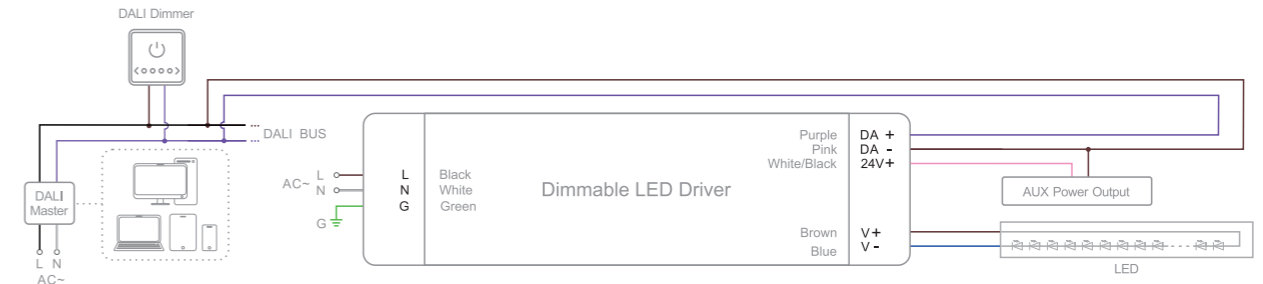 DALI Dimmer
DALI BUS
DALI
Master
L N
AC~
AC~ L
N
G
L Black
N White
G Green
Dimmable LED Driver
Purple DA +
Pink DA -
White/Black 24V+
Brown V+
Blue V-
AUX Power Output
LED